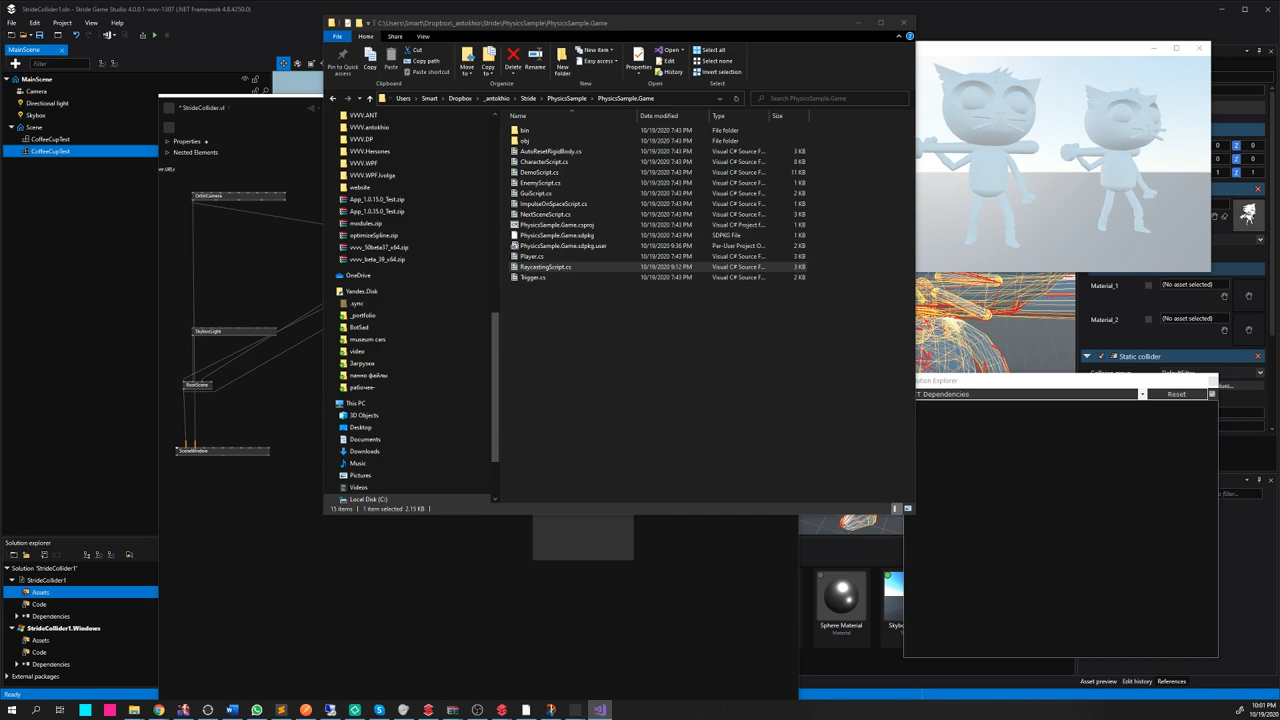 StrideCollider1.sln - Stride Game Studio 4.0.0.1-vvvv-1307 (.NET Framework 4.8.4250.0)
File Edit Project View Help
MainScene
Filter...
MainScene
Camera
Directional light
Skybox
Scene
CoffeeCupTest
CoffeeCupTest
* StrideCollider.vl
Properties
Nested Elements
OrbitCamera
SkyboxLight
RootScene
SceneWindow
Solution explorer
Solution 'StrideCollider1'
StrideCollider1
Assets
Code
Dependencies
StrideCollider1.Windows
Assets
Code
Dependencies
External packages
Ready
C:\Users\Smart\Dropbox\_antokhio\Stride\PhysicsSample\PhysicsSample.Game
File Home Share View
Pin to Quick access
Copy
Paste
Cut
Copy path
Paste shortcut
Clipboard
Move to
Copy to
Delete
Rename
Organize
New folder
New item
Easy access
New
Properties
Open
Edit
History
Open
Select all
Select none
Invert selection
Select
Users Smart Dropbox _antokhio Stride PhysicsSample PhysicsSample.Game
Search PhysicsSample.Game
VVVV.ANT
VVVV.antokhio
VVVV.DP
VVVV.Hersones
VVVV.WPF
VVVV.WPF.Ivolga
website
App_1.0.15.0_Test.zip
App_1.0.35.0_Test.zip
modules.zip
optimizeSpline.zip
vvvv_50beta37_x64.zip
vvvv_beta_39_x64.zip
OneDrive
Yandex.Disk
.sync
_portfolio
BotSad
museum cars
video
Загрузки
панно файлы
рабочее-
This PC
3D Objects
Desktop
Documents
Downloads
Music
Pictures
Videos
Local Disk (C:)
Name Date modified Type Size
bin 10/19/2020 7:43 PM File folder
obj 10/19/2020 7:43 PM File folder
AutoResetRigidBody.cs 10/19/2020 7:43 PM Visual C# Source F... 3 KB
CharacterScript.cs 10/19/2020 7:43 PM Visual C# Source F... 8 KB
DemoScript.cs 10/19/2020 7:43 PM Visual C# Source F... 11 KB
EnemyScript.cs 10/19/2020 7:43 PM Visual C# Source F... 1 KB
GuiScript.cs 10/19/2020 7:43 PM Visual C# Source F... 2 KB
ImpulseOnSpaceScript.cs 10/19/2020 7:43 PM Visual C# Source F... 1 KB
NextSceneScript.cs 10/19/2020 7:43 PM Visual C# Source F... 3 KB
PhysicsSample.Game.csproj 10/19/2020 7:43 PM Visual C# Project f... 1 KB
PhysicsSample.Game.sdpkg 10/19/2020 7:43 PM SDPKG File 1 KB
PhysicsSample.Game.sdpkg.user 10/19/2020 9:36 PM Per-User Project O... 2 KB
Player.cs 10/19/2020 7:43 PM Visual C# Source F... 2 KB
RaycastingScript.cs 10/19/2020 9:12 PM Visual C# Source F... 3 KB
Trigger.cs 10/19/2020 7:43 PM Visual C# Source F... 2 KB
15 items 1 item selected 2.15 KB
Z 0
Z 0
Z 1
Material_1 (No asset selected)
Material_2 (No asset selected)
Static collider
Dependencies
Reset
Sphere Material
Material
Asset preview Edit history References
10:01 PM
10/19/2020